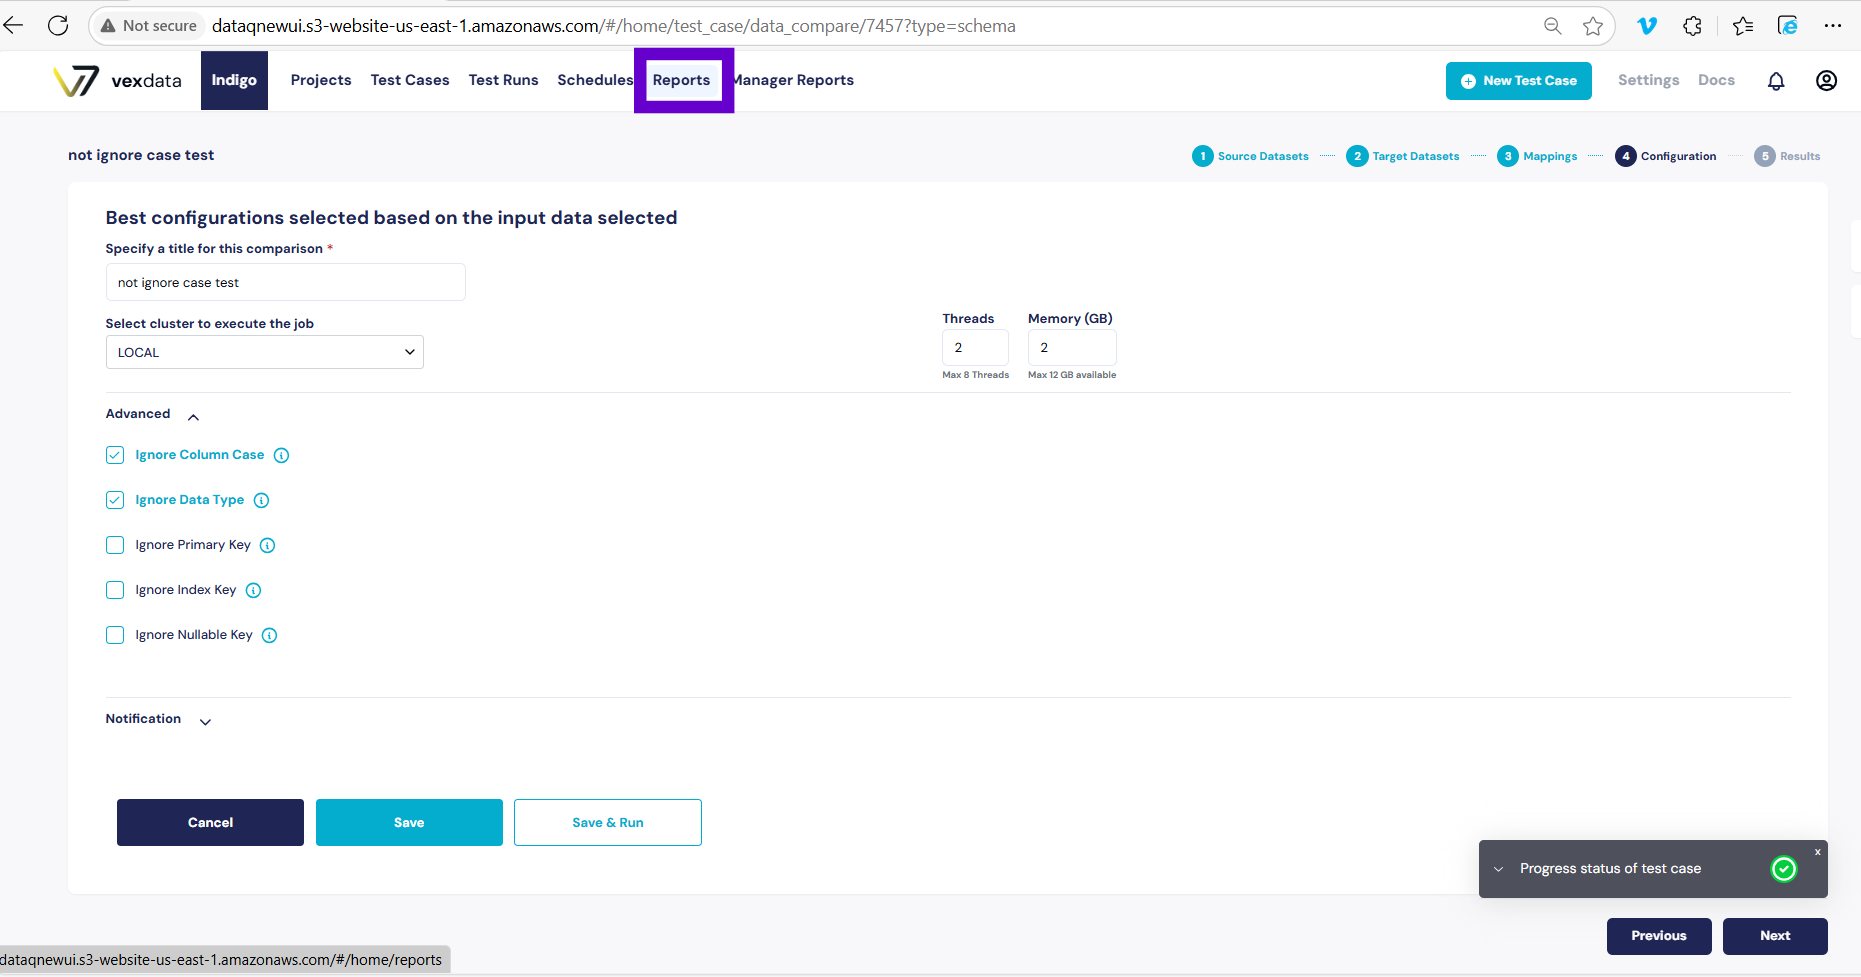 Not secure dataqnewui.s3-website-us-east-1.amazonaws.com/#/home/test_case/data_compare/7457?type=schema
vexdata Indigo Projects Test Cases Test Runs Schedules Reports Manager Reports New Test Case Settings Docs
not ignore case test 1 Source Datasets 2 Target Datasets 3 Mappings 4 Configuration 5 Results
Best configurations selected based on the input data selected
Specify a title for this comparison *
not ignore case test
Select cluster to execute the job
LOCAL
Threads Memory (GB)
2 2
Max 8 Threads Max 12 GB available
Advanced
Ignore Column Case
Ignore Data Type
Ignore Primary Key
Ignore Index Key
Ignore Nullable Key
Notification
Cancel Save Save & Run
Progress status of test case x
Previous Next
dataqnewui.s3-website-us-east-1.amazonaws.com/#/home/reports